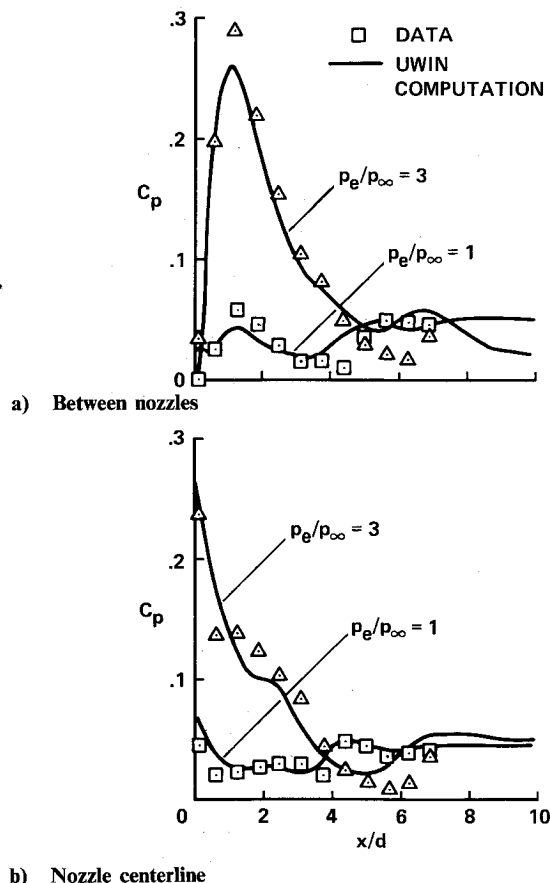 .3
□ DATA
— UWIN
COMPUTATION
.2
C_p
p_e/p_∞ = 3
.1
p_e/p_∞ = 1
0
a) Between nozzles
.3
p_e/p_∞ = 3
.2
C_p
p_e/p_∞ = 1
.1
0 2 4 6 8 10
x/d
b) Nozzle centerline